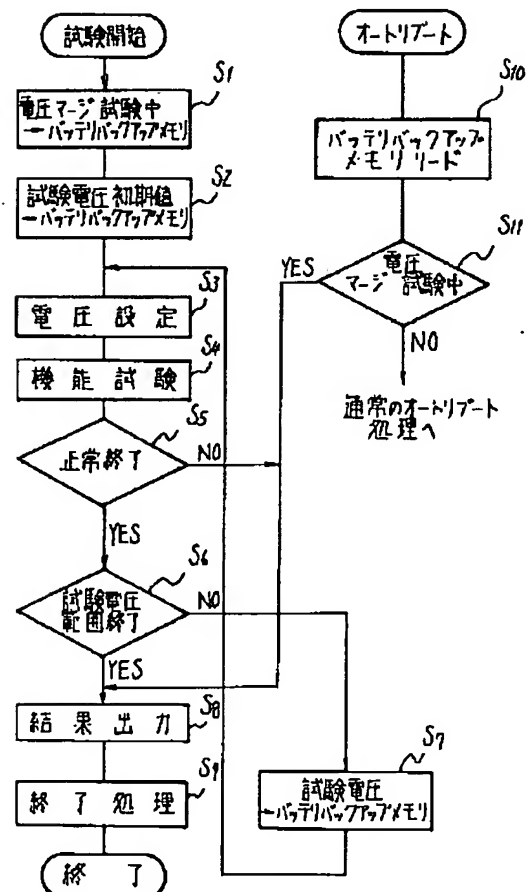 試験開始
S1
電圧マージ試験中
→バッテリバックアップメモリ
S2
試験電圧初期値
→バッテリバックアップメモリ
S3
電圧設定
S4
機能試験
S5
正常終了
NO
YES
S6
試験電圧
範囲終了
NO
YES
S8
結果出力
S9
終了処理
終了
S7
試験電圧
→バッテリバックアップメモリ
オートリブート
S10
バッテリバックアップ
メモリリード
S11
電圧
マージ試験中
YES
NO
通常のオートリブート
処理へ